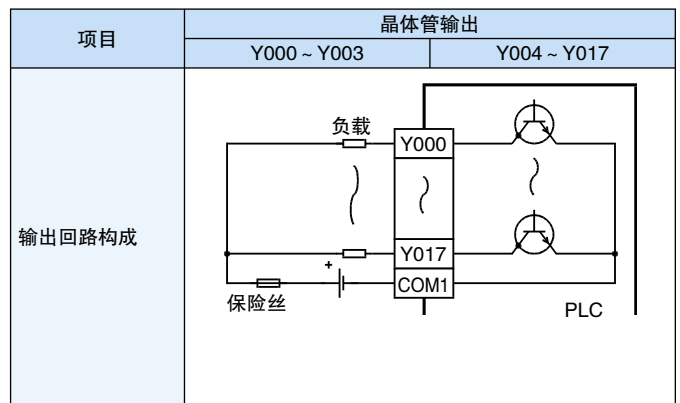 项目
晶体管输出
Y000 ~ Y003
Y004 ~ Y017
输出回路构成
负载
Y000
Y017
+
COM1
保险丝
PLC